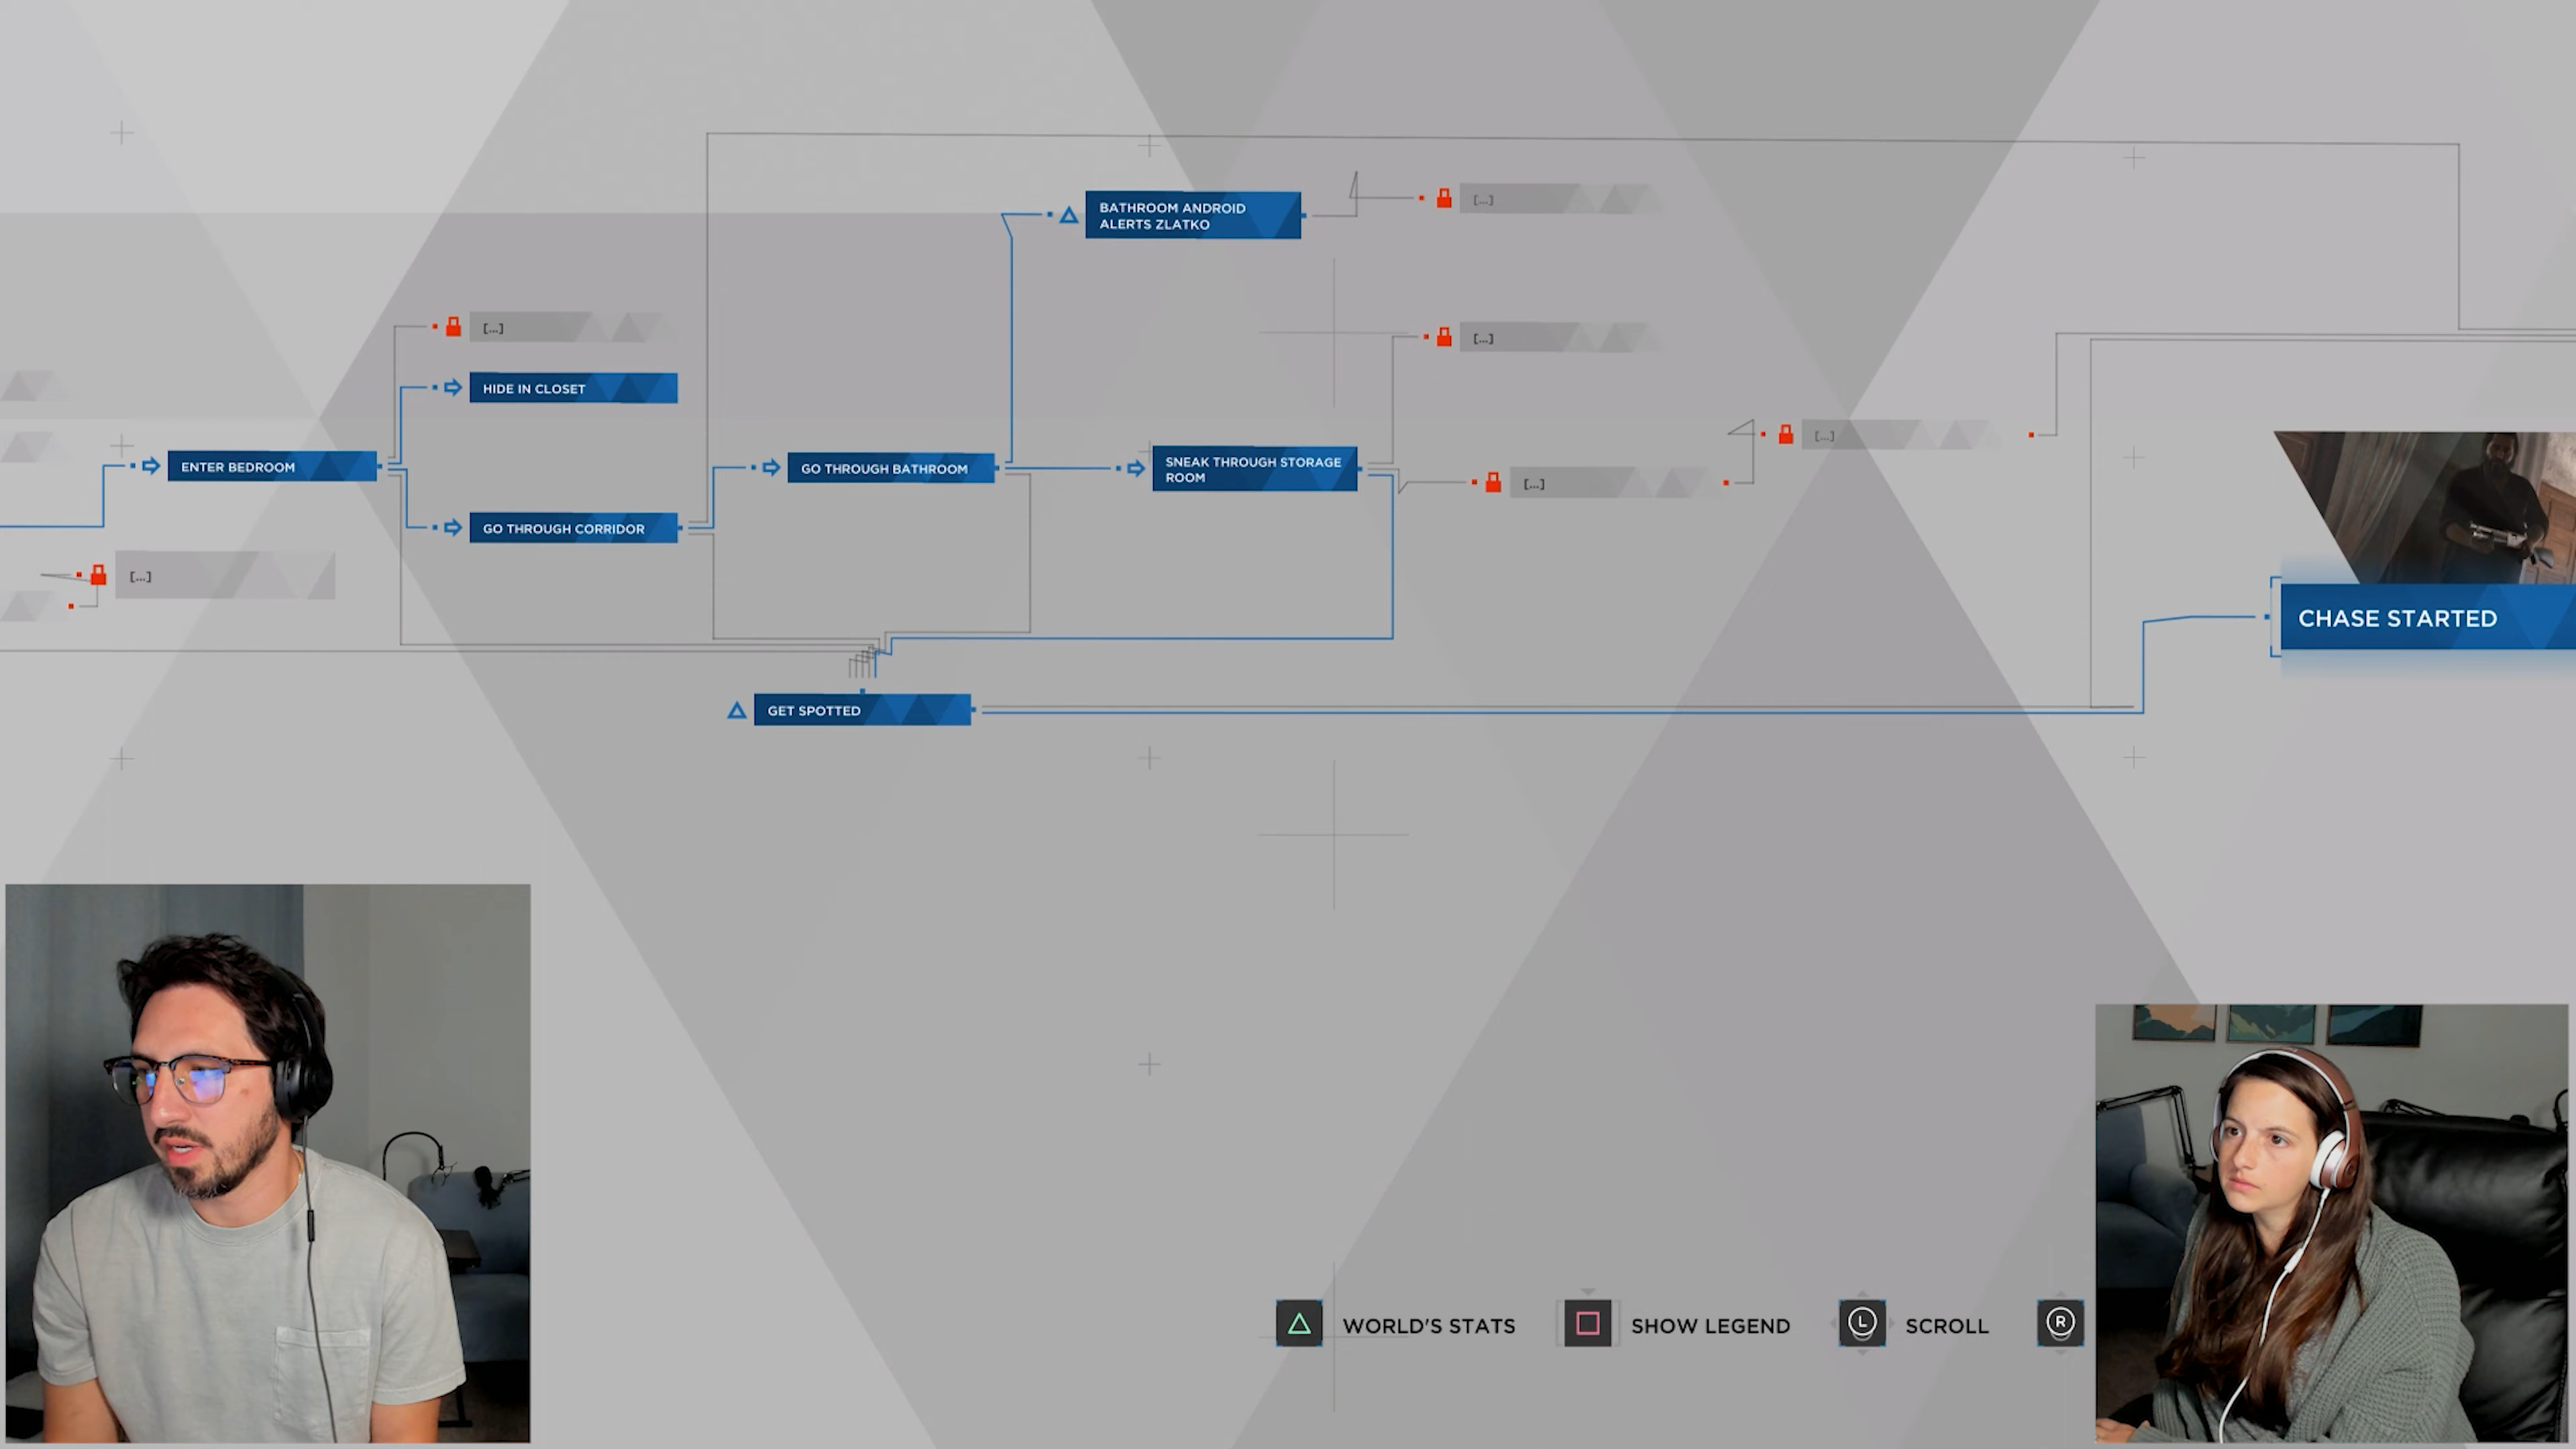 BATHROOM ANDROID
ALERTS ZLATKO
[...]
[...]
[...]
HIDE IN CLOSET
[...]
ENTER BEDROOM
GO THROUGH BATHROOM
SNEAK THROUGH STORAGE
ROOM
[...]
GO THROUGH CORRIDOR
[...]
CHASE STARTED
GET SPOTTED
WORLD'S STATS
SHOW LEGEND
L
SCROLL
R